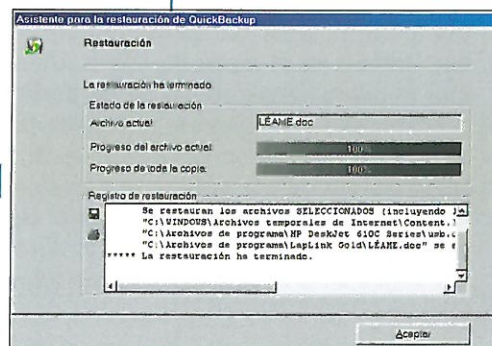 Asistente para la restauración de QuickBackup
Restauración
La restauración ha terminado.
Estado de la restauración
Archivo actual: LÉAME.doc
Progreso del archivo actual: 100%
Progreso de toda la copia: 100%
Registro de restauración
Se restauran los archivos SELECCIONADOS (incluyendo
"C:\WINDOWS\Archivos temporales de Internet\Content.
"C:\Archivos de programa\HP DeskJet 610C Series\usb.
"C:\Archivos de programa\LapLink Gold\LÉAME.doc" se
***** La restauración ha terminado.
Aceptar